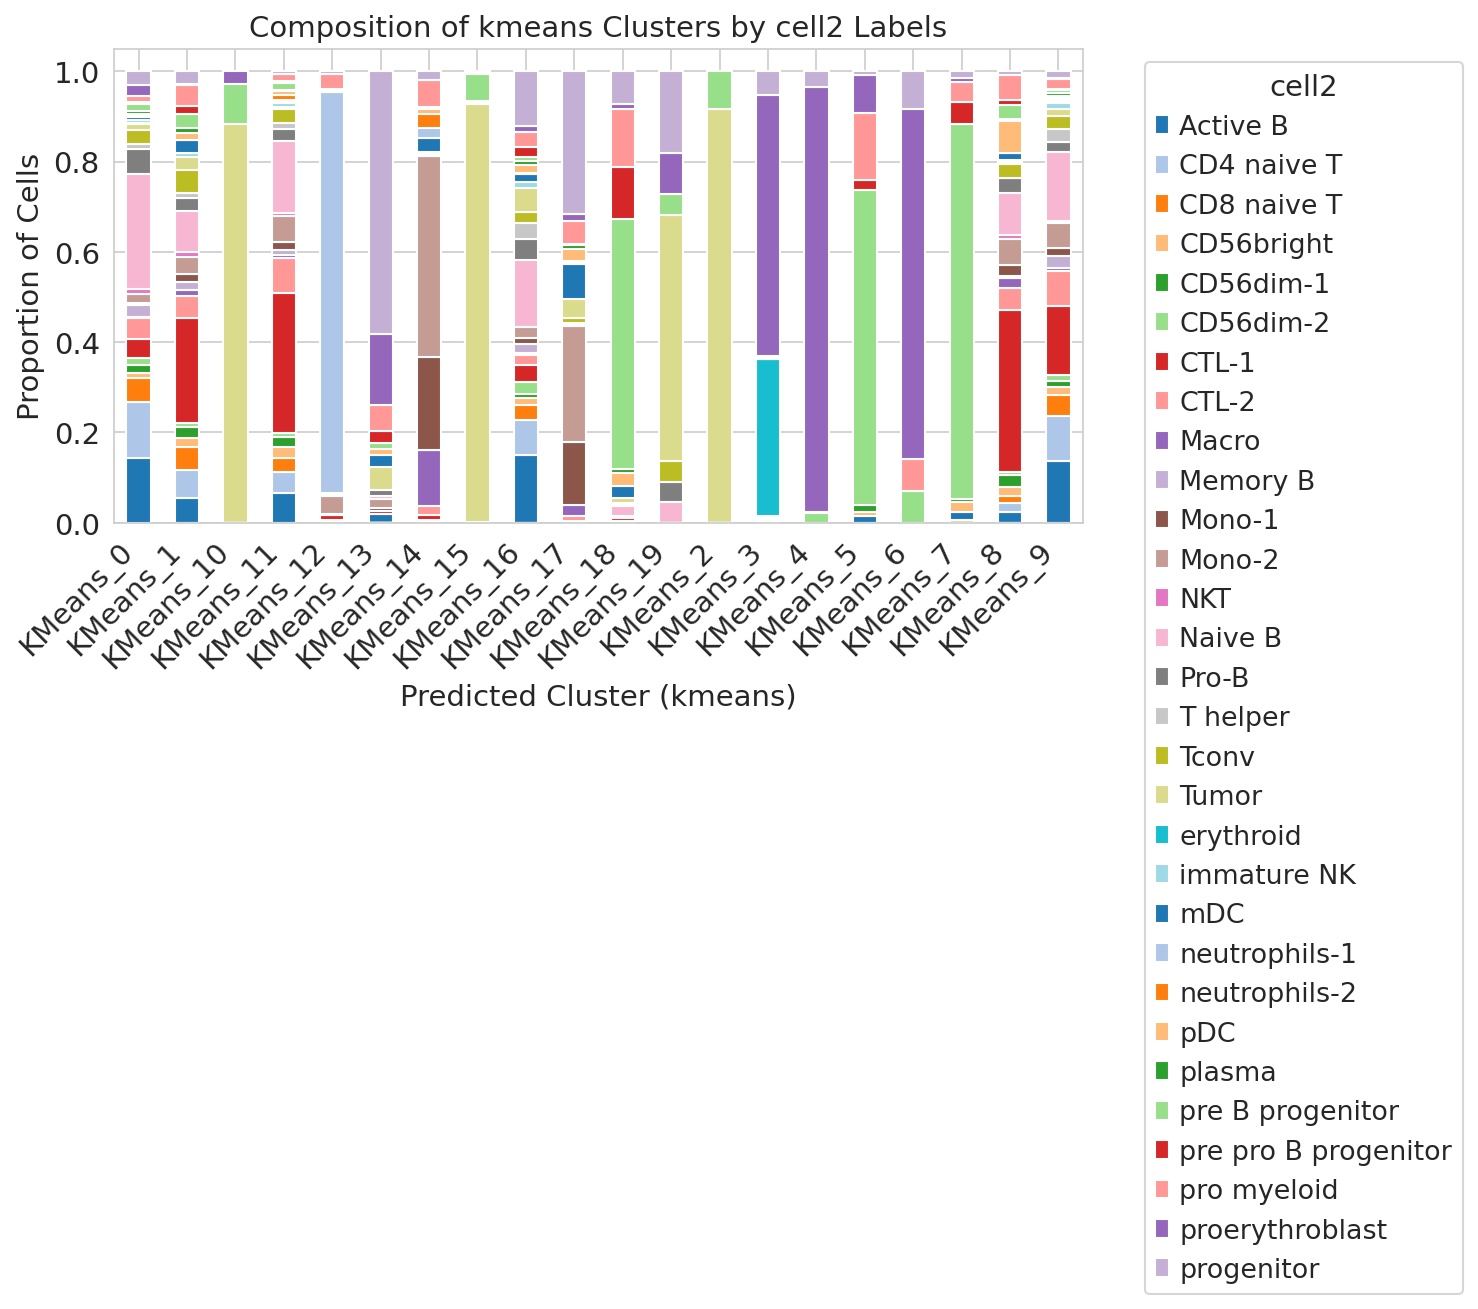 Composition of kmeans Clusters by cell2 Labels
Proportion of Cells
1.0
0.8
0.6
0.4
0.2
0.0
KMeans_0
KMeans_1
KMeans_10
KMeans_11
KMeans_12
KMeans_13
KMeans_14
KMeans_15
KMeans_16
KMeans_17
KMeans_18
KMeans_19
KMeans_2
KMeans_3
KMeans_4
KMeans_5
KMeans_6
KMeans_7
KMeans_8
KMeans_9
Predicted Cluster (kmeans)
cell2
Active B
CD4 naive T
CD8 naive T
CD56bright
CD56dim-1
CD56dim-2
CTL-1
CTL-2
Macro
Memory B
Mono-1
Mono-2
NKT
Naive B
Pro-B
T helper
Tconv
Tumor
erythroid
immature NK
mDC
neutrophils-1
neutrophils-2
pDC
plasma
pre B progenitor
pre pro B progenitor
pro myeloid
proerythroblast
progenitor